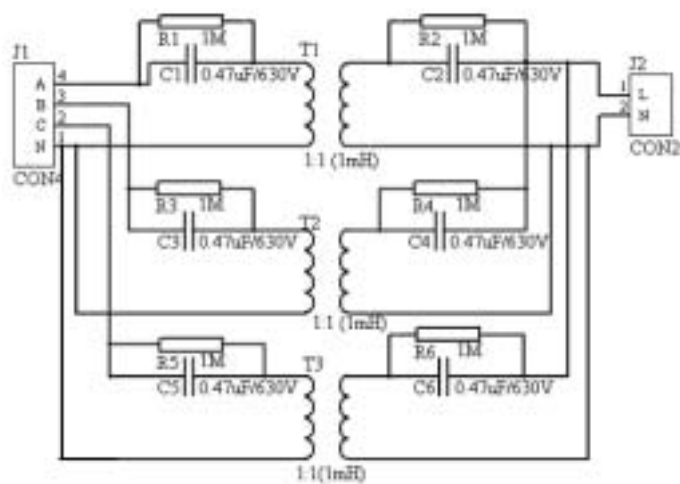 J1
A 4
B 3
C 2
N 1
CON4
R1 1M
C1 0.47uF/630V
T1
R2 1M
C2 0.47uF/630V
J2
1 L
2 N
CON2
1:1 (1mH)
R3 1M
C3 0.47uF/630V
T2
R4 1M
C4 0.47uF/630V
1:1 (1mH)
R5 1M
C5 0.47uF/630V
T3
R6 1M
C6 0.47uF/630V
1:1(1mH)